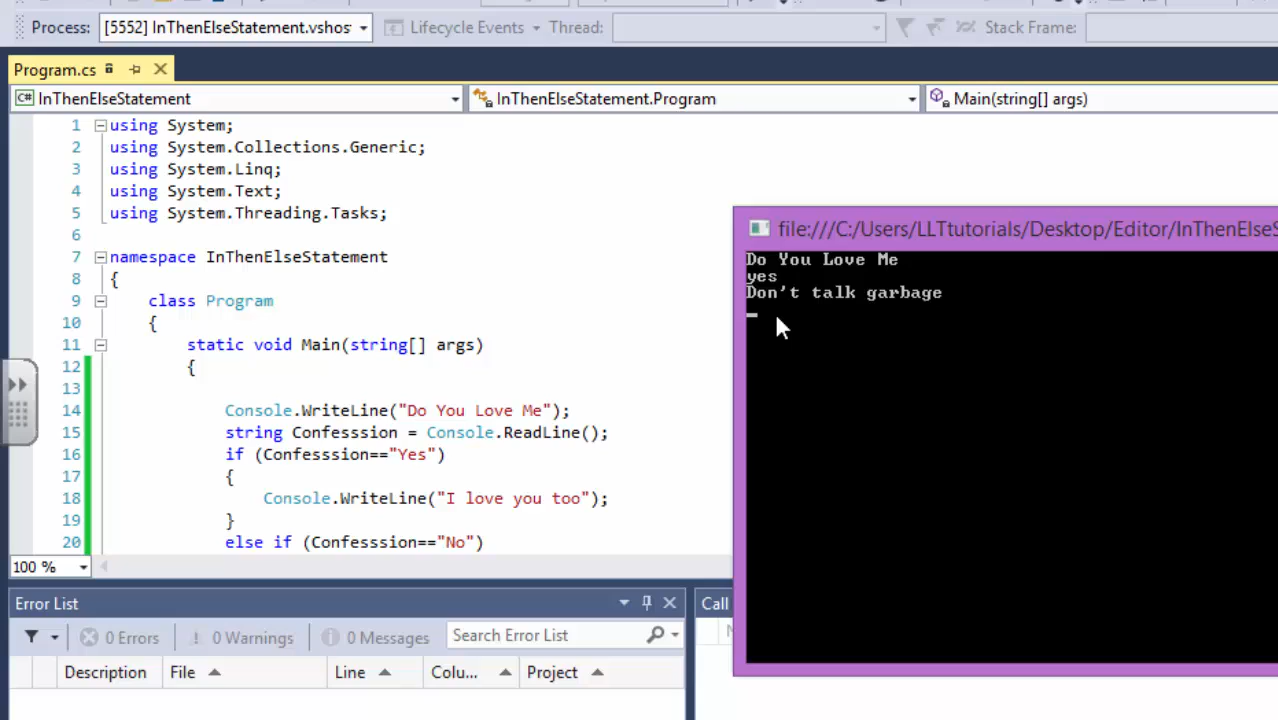 Process: [5552] InThenElseStatement.vshos Lifecycle Events Thread: Stack Frame:
Program.cs
C# InThenElseStatement InThenElseStatement.Program Main(string[] args)
1 using System;
2 using System.Collections.Generic;
3 using System.Linq;
4 using System.Text;
5 using System.Threading.Tasks;
6
7 namespace InThenElseStatement
8 {
9 class Program
10 {
11 static void Main(string[] args)
12 {
13
14 Console.WriteLine("Do You Love Me");
15 string Confesssion = Console.ReadLine();
16 if (Confesssion=="Yes")
17 {
18 Console.WriteLine("I love you too");
19 }
20 else if (Confesssion=="No")
100 %
file:///C:/Users/LLTtutorials/Desktop/Editor/InThenElseS
Do You Love Me
yes
Don't talk garbage
Error List
0 Errors 0 Warnings 0 Messages Search Error List
Description File Line Colu... Project
Call